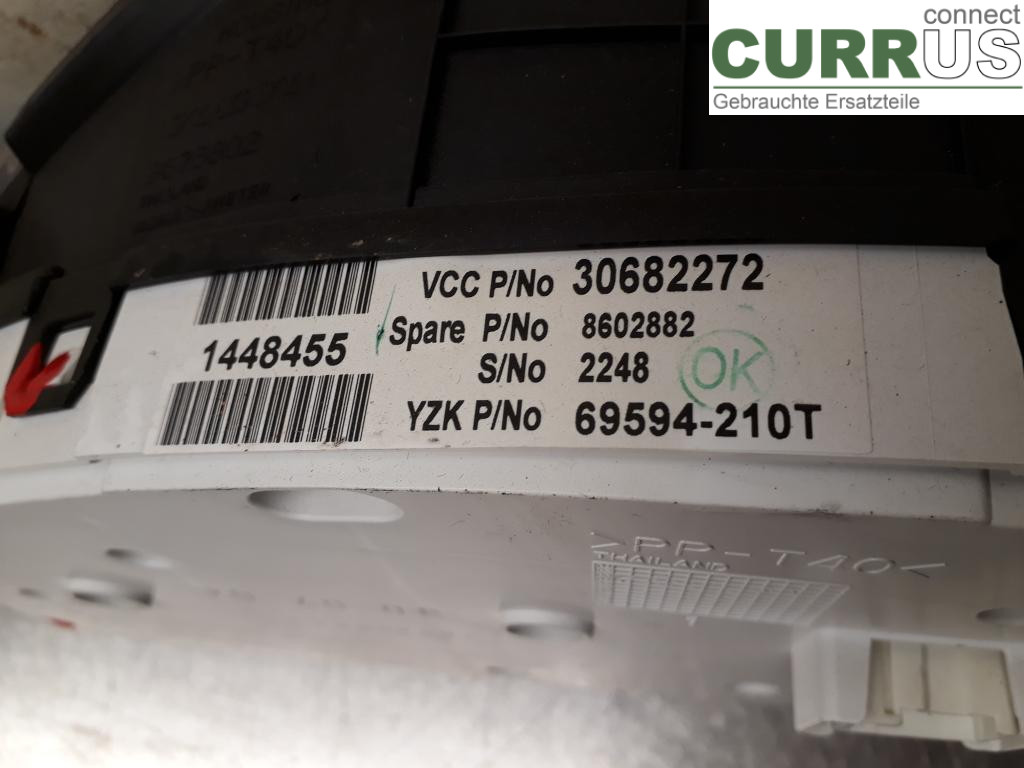 connect
CURRUS
Gebrauchte Ersatzteile
VCC P/No 30682272
1448455
Spare P/No 8602882
S/No 2248
OK
YZK P/No 69594-210T
>PP-T40<
THAILAND